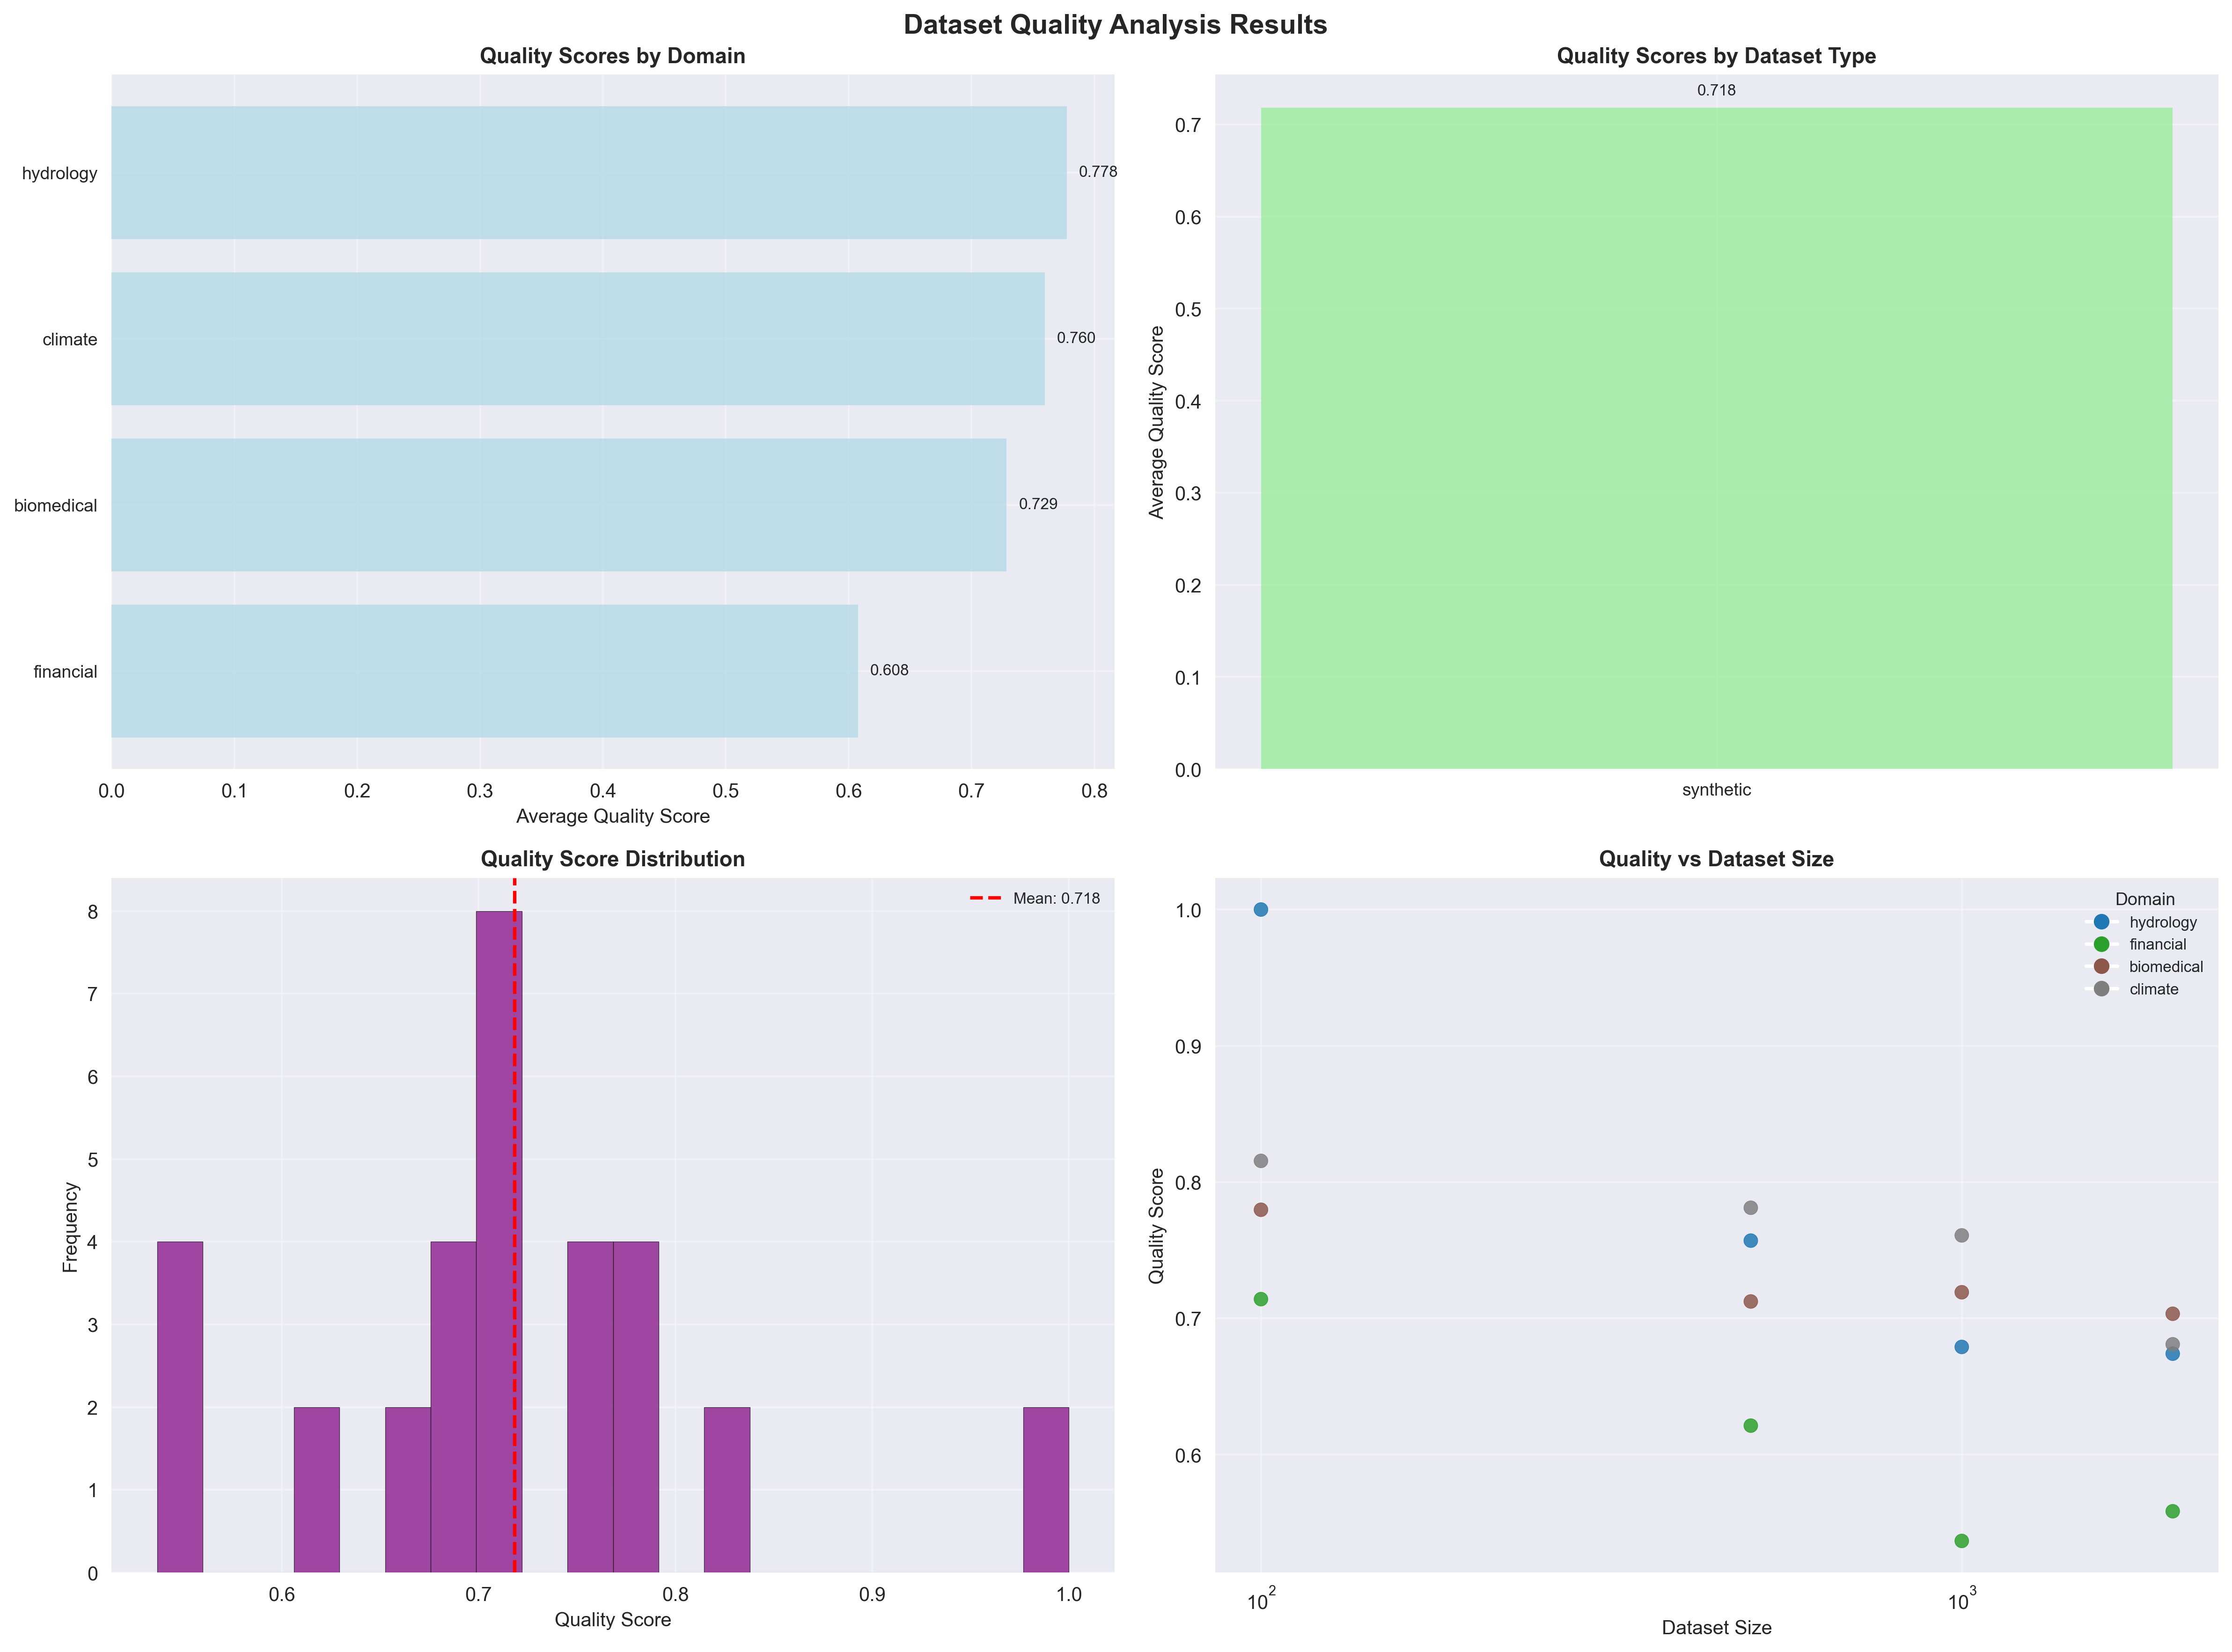 Dataset Quality Analysis Results
Quality Scores by Domain
hydrology
0.778
climate
0.760
biomedical
0.729
financial
0.608
0.0 0.1 0.2 0.3 0.4 0.5 0.6 0.7 0.8
Average Quality Score
Quality Scores by Dataset Type
0.718
0.7
0.6
0.5
0.4
0.3
0.2
0.1
0.0
Average Quality Score
synthetic
Quality Score Distribution
Mean: 0.718
8
7
6
5
4
3
2
1
0
Frequency
0.6 0.7 0.8 0.9 1.0
Quality Score
Quality vs Dataset Size
Domain
hydrology
financial
biomedical
climate
1.0
0.9
0.8
0.7
0.6
Quality Score
10² 10³
Dataset Size